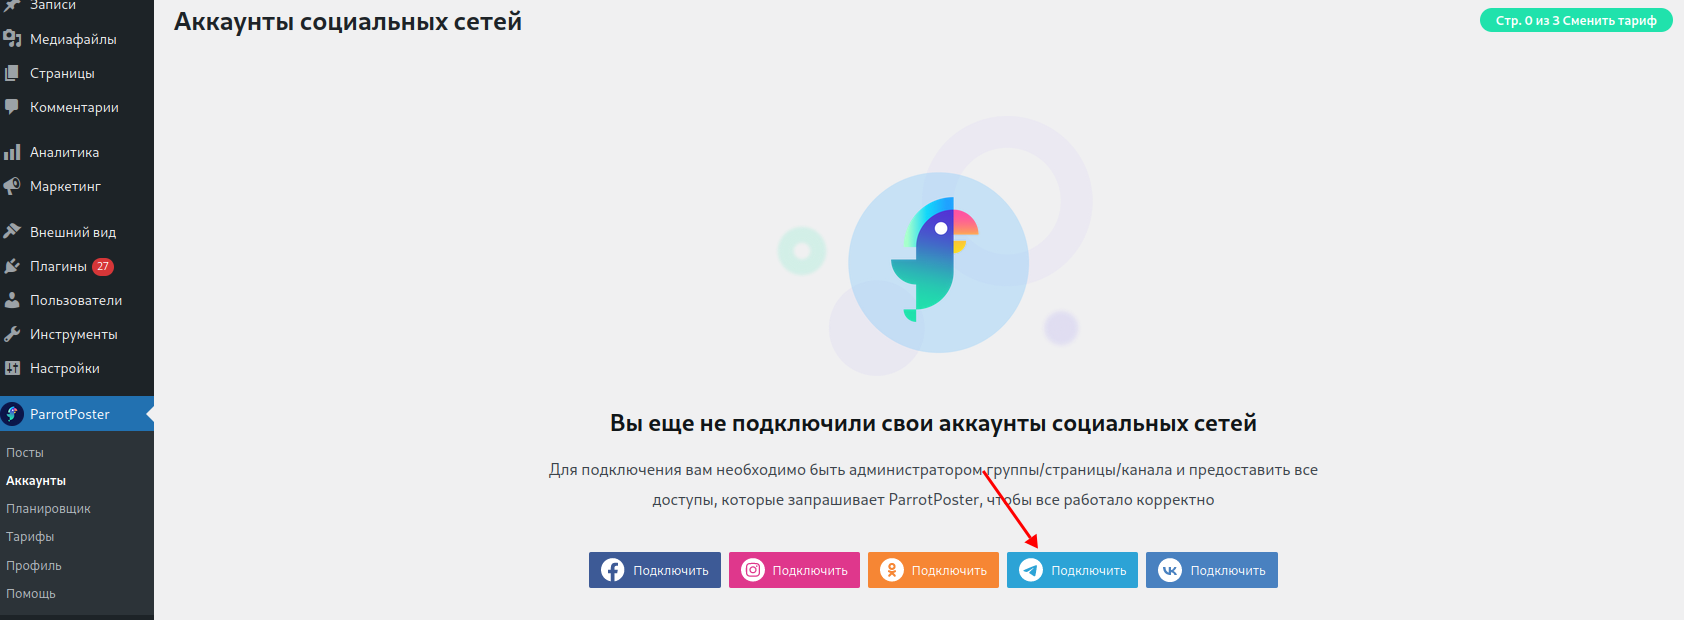 Записи
Медиафайлы
Страницы
Комментарии
Аналитика
Маркетинг
Внешний вид
Плагины 27
Пользователи
Инструменты
Настройки
ParrotPoster
Посты
Аккаунты
Планировщик
Тарифы
Профиль
Помощь
Аккаунты социальных сетей
Стр. 0 из 3 Сменить тариф
Вы еще не подключили свои аккаунты социальных сетей
Для подключения вам необходимо быть администратором группы/страницы/канала и предоставить все
доступы, которые запрашивает ParrotPoster, чтобы все работало корректно
Подключить Подключить Подключить Подключить Подключить